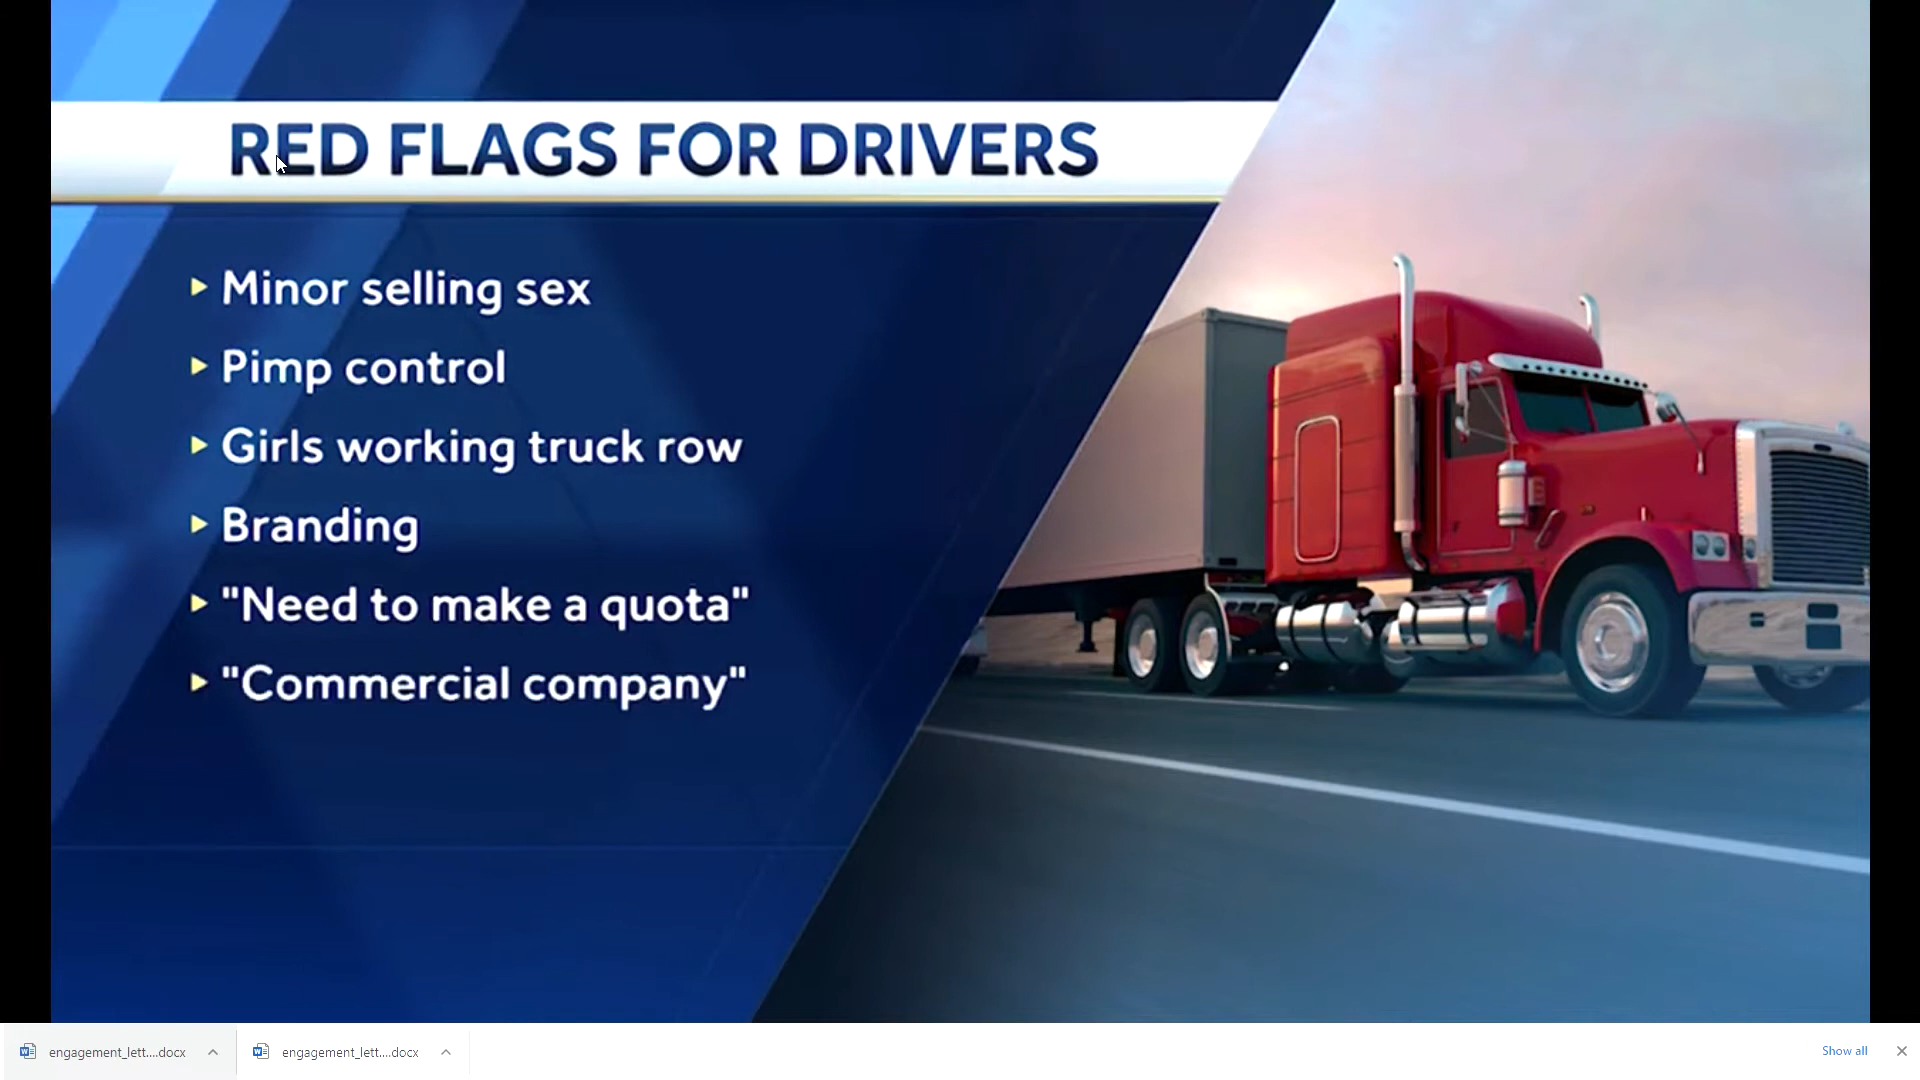 RED FLAGS FOR DRIVERS
Minor selling sex
Pimp control
Girls working truck row
Branding
"Need to make a quota"
"Commercial company"
engagement_lett....docx
engagement_lett....docx
Show all